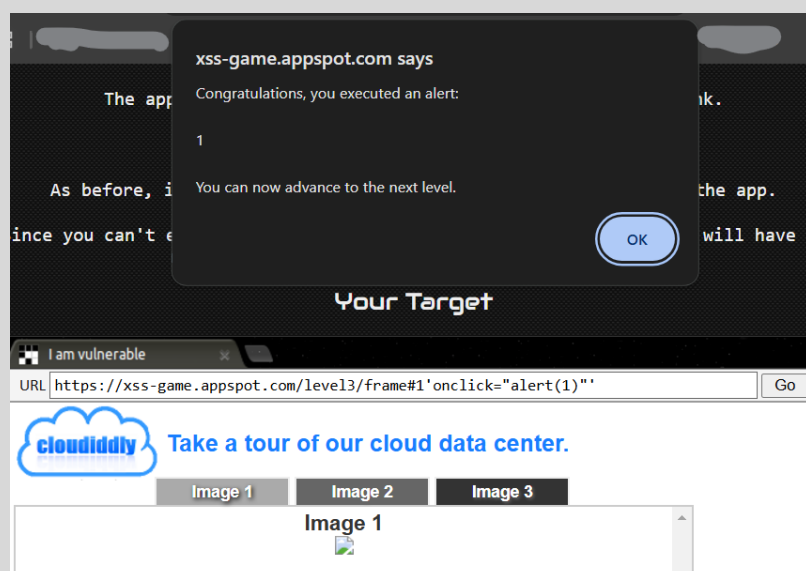 xss-game.appspot.com says
Congratulations, you executed an alert:
1
You can now advance to the next level.
OK
The app
nk.
As before, i
the app.
ince you can't e
will have
Your Target
I am vulnerable
URL https://xss-game.appspot.com/level3/frame#1'onclick="alert(1)"' Go
cloudiddly Take a tour of our cloud data center.
Image 1 Image 2 Image 3
Image 1